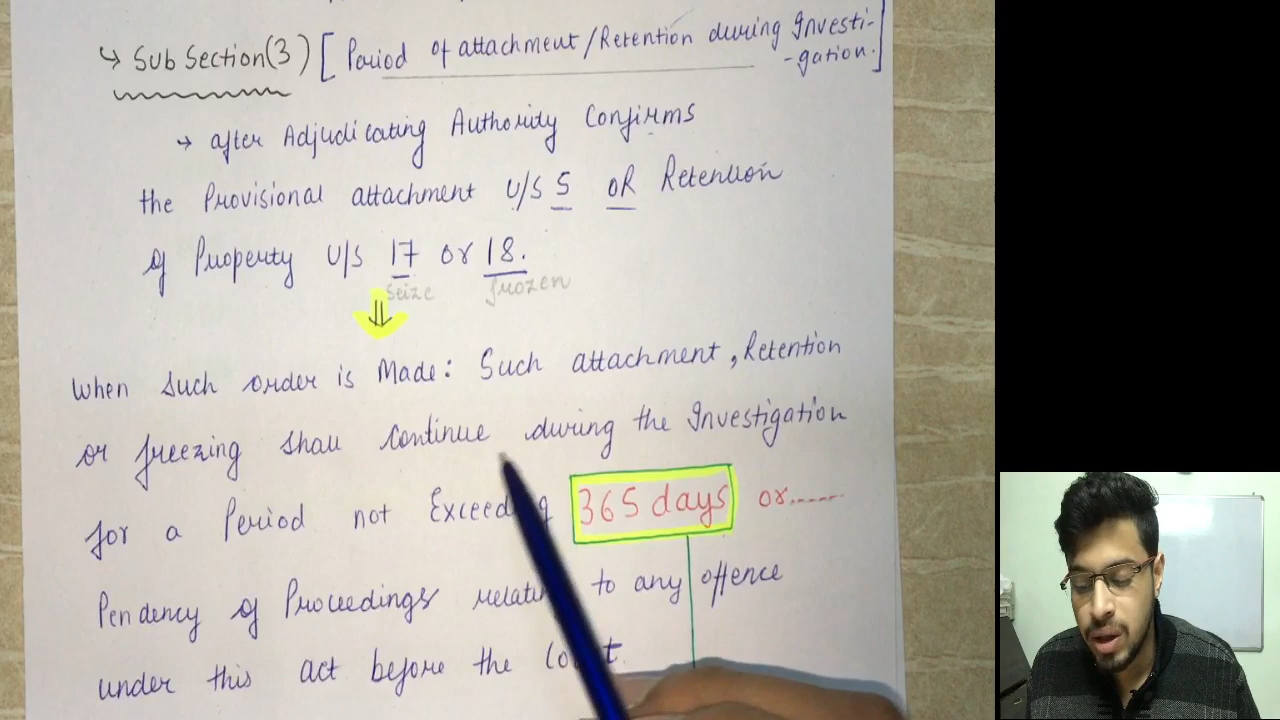 ↳ Sub Section(3) [ Period of attachment/Retention during Investi-
-gation.]
→ after Adjudicating Authority Confirms
the Provisional attachment U/S 5 OR Retention
of Property U/S 17 or 18.
Seize frozen
When Such order is Made: Such attachment, Retention
or freezing shall Continue during the Investigation
for a Period not Exceeding 365 days or......
Pendency of Proceedings relating to any offence
under this act before the Court.